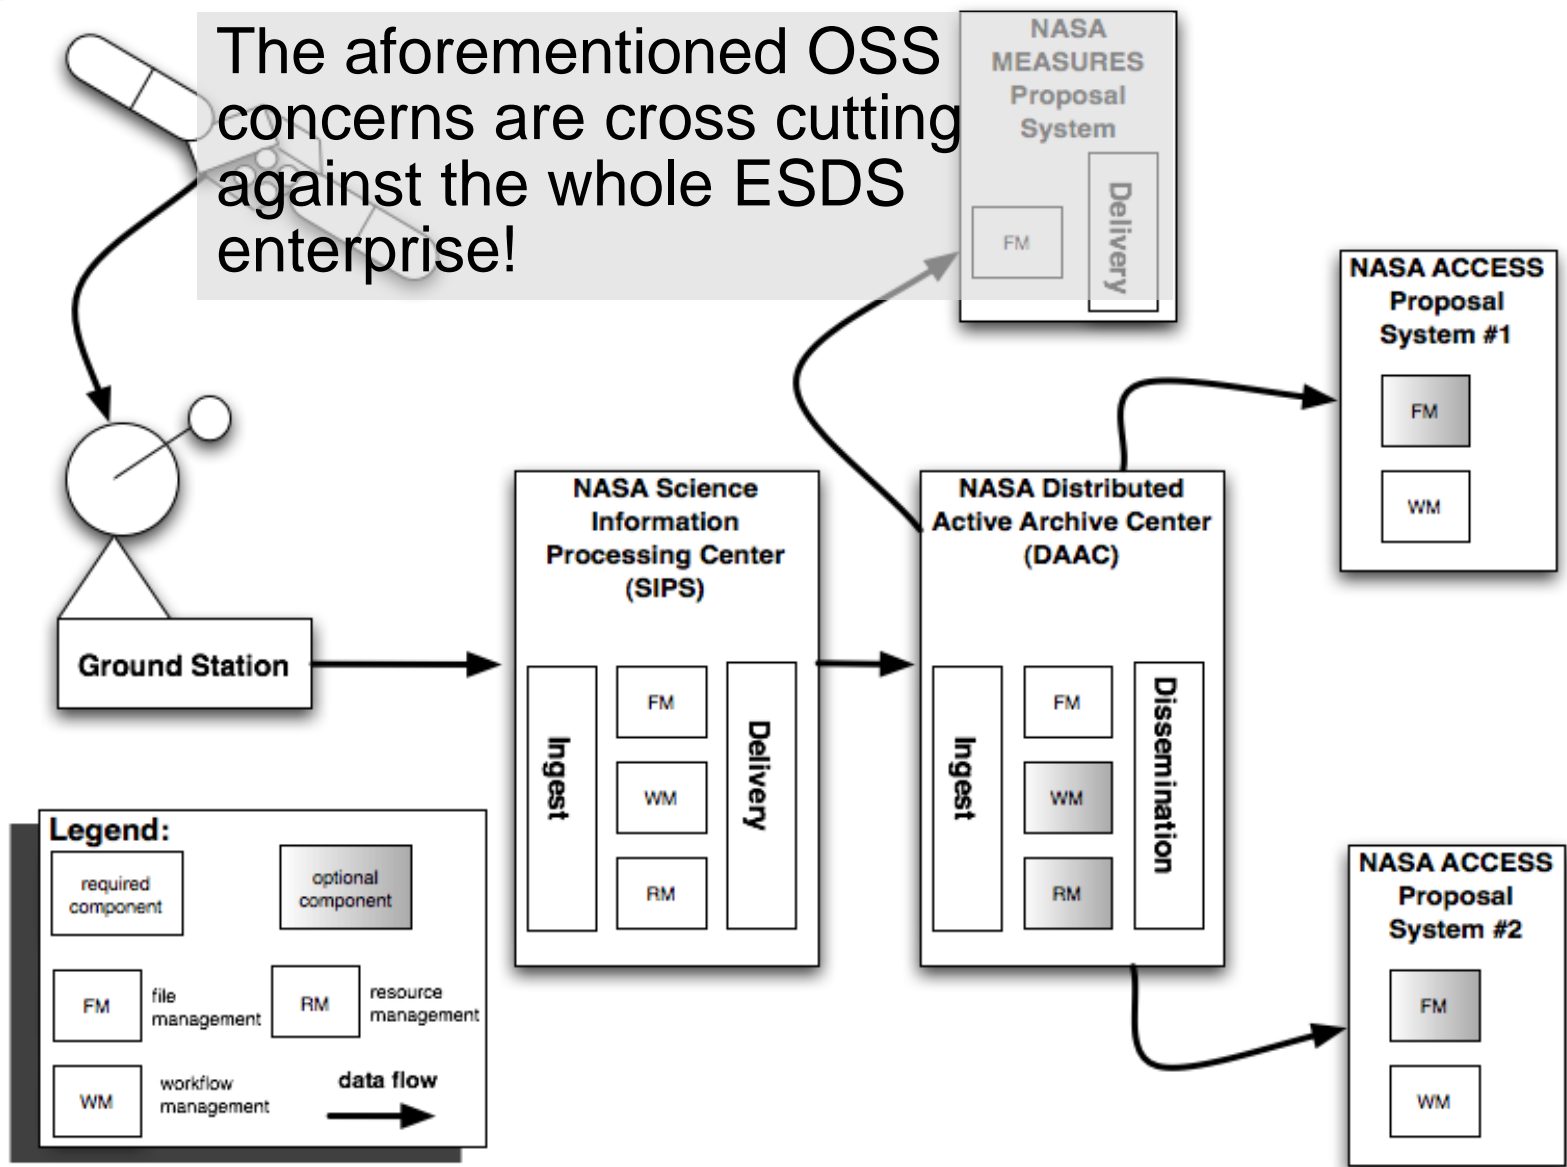 The aforementioned OSS
concerns are cross cutting
against the whole ESDS
enterprise!
NASA
MEASURES
Proposal
System
FM
Delivery
NASA ACCESS
Proposal
System #1
FM
WM
Ground Station
NASA Science
Information
Processing Center
(SIPS)
Ingest
FM
WM
RM
Delivery
NASA Distributed
Active Archive Center
(DAAC)
Ingest
FM
WM
RM
Dissemination
NASA ACCESS
Proposal
System #2
FM
WM
Legend:
required
component
optional
component
FM
file
management
RM
resource
management
WM
workflow
management
data flow